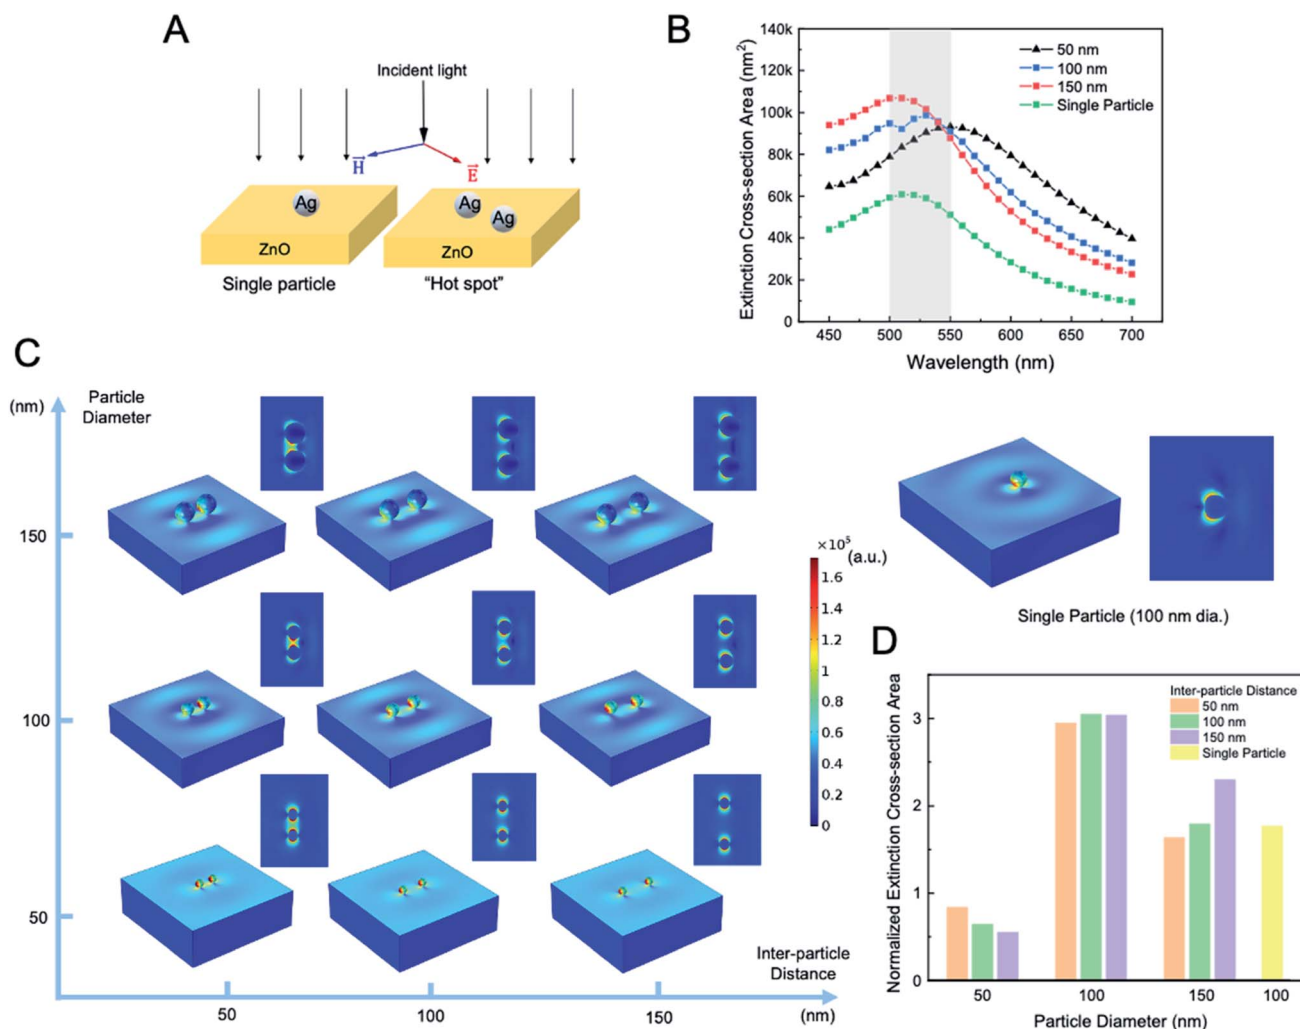 A
Incident light
H
E
Ag
Ag
Ag
ZnO
ZnO
Single particle
“Hot spot”
B
Extinction Cross-section Area (nm²)
140k
120k
100k
80k
60k
40k
20k
0
50 nm
100 nm
150 nm
Single Particle
450
500
550
600
650
700
Wavelength (nm)
C
(nm)
Particle
Diameter
150
100
50
50
100
150
(nm)
Inter-particle
Distance
×10⁵
(a.u.)
1.6
1.4
1.2
1
0.8
0.6
0.4
0.2
0
Single Particle (100 nm dia.)
D
Normalized Extinction Cross-section Area
3
2
1
0
Inter-particle Distance
50 nm
100 nm
150 nm
Single Particle
50
100
150
100
Particle Diameter (nm)